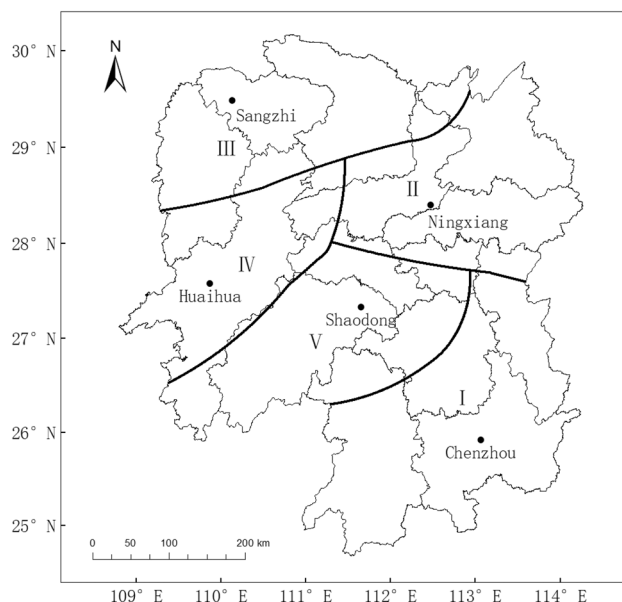 30° N
N
Sangzhi
29° N
III
II
Ningxiang
28° N
IV
Huaihua
Shaodong
27° N
V
I
26° N
Chenzhou
25° N
0 50 100 200 km
109° E 110° E 111° E 112° E 113° E 114° E